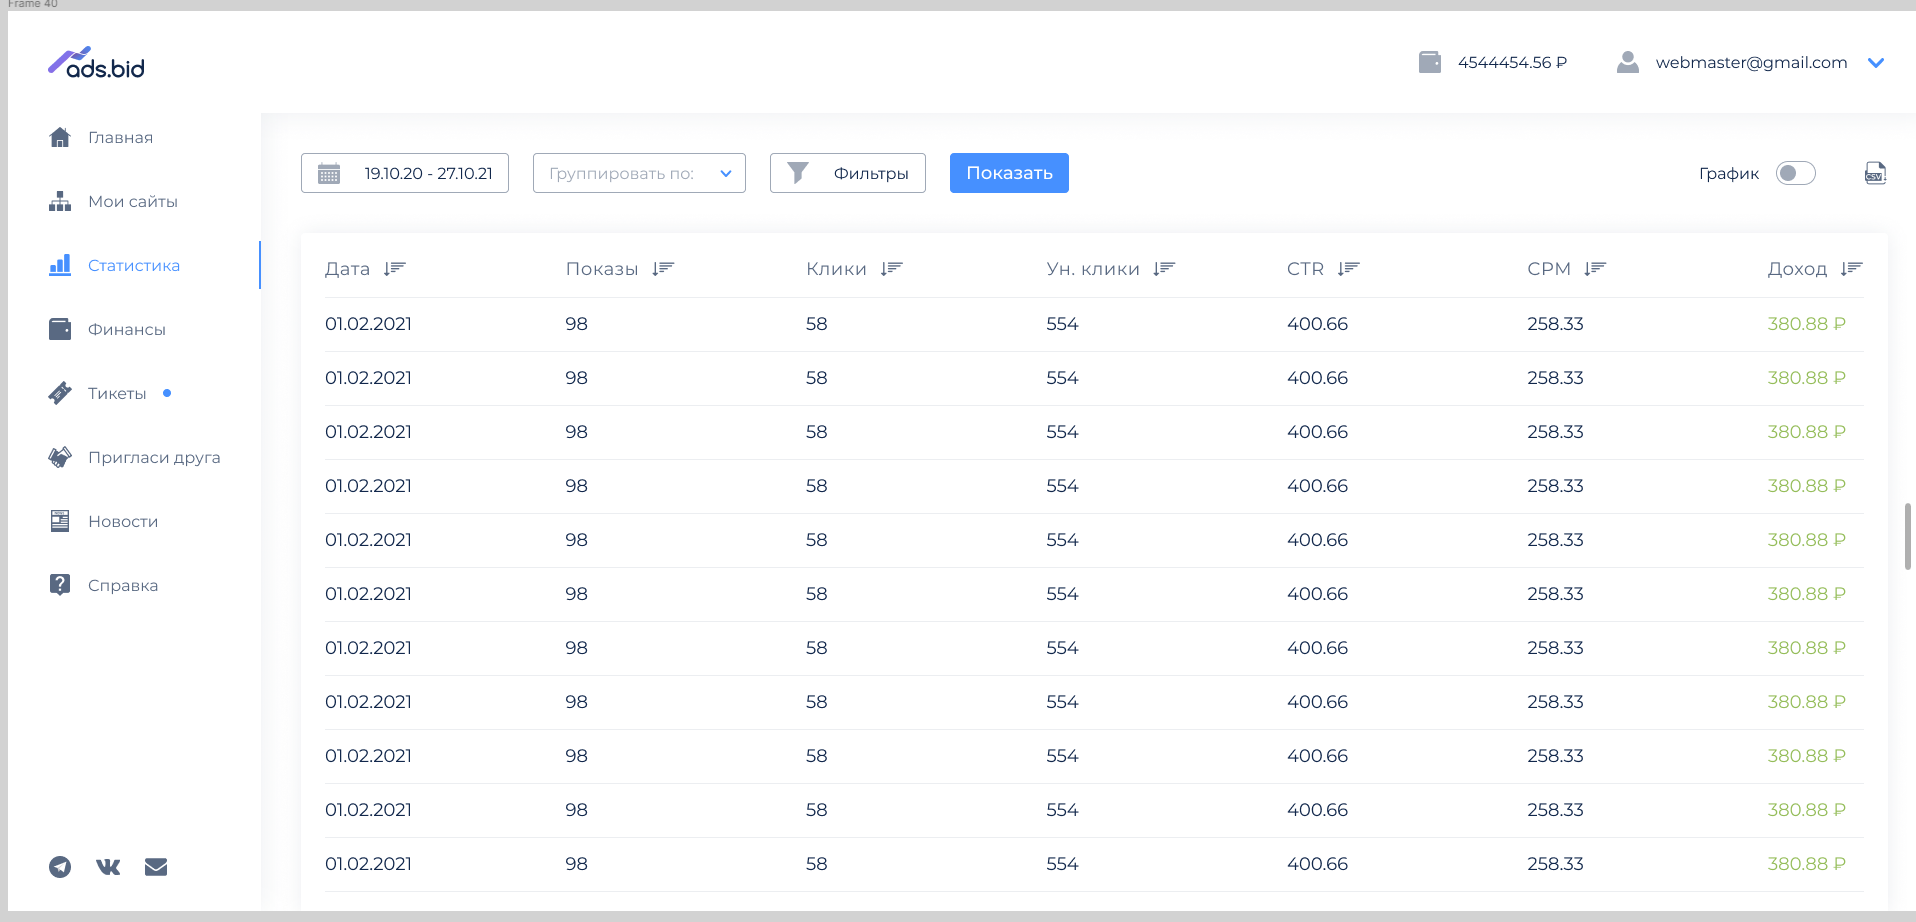 Frame 40
ads.bid
4544454.56 ₽
webmaster@gmail.com
Главная
Мои сайты
Статистика
Финансы
Тикеты
Пригласи друга
Новости
Справка
19.10.20 - 27.10.21
Группировать по:
Фильтры
Показать
График
CSV
Дата Показы Клики Ун. клики CTR CPM Доход
01.02.2021 98 58 554 400.66 258.33 380.88 ₽
01.02.2021 98 58 554 400.66 258.33 380.88 ₽
01.02.2021 98 58 554 400.66 258.33 380.88 ₽
01.02.2021 98 58 554 400.66 258.33 380.88 ₽
01.02.2021 98 58 554 400.66 258.33 380.88 ₽
01.02.2021 98 58 554 400.66 258.33 380.88 ₽
01.02.2021 98 58 554 400.66 258.33 380.88 ₽
01.02.2021 98 58 554 400.66 258.33 380.88 ₽
01.02.2021 98 58 554 400.66 258.33 380.88 ₽
01.02.2021 98 58 554 400.66 258.33 380.88 ₽
01.02.2021 98 58 554 400.66 258.33 380.88 ₽